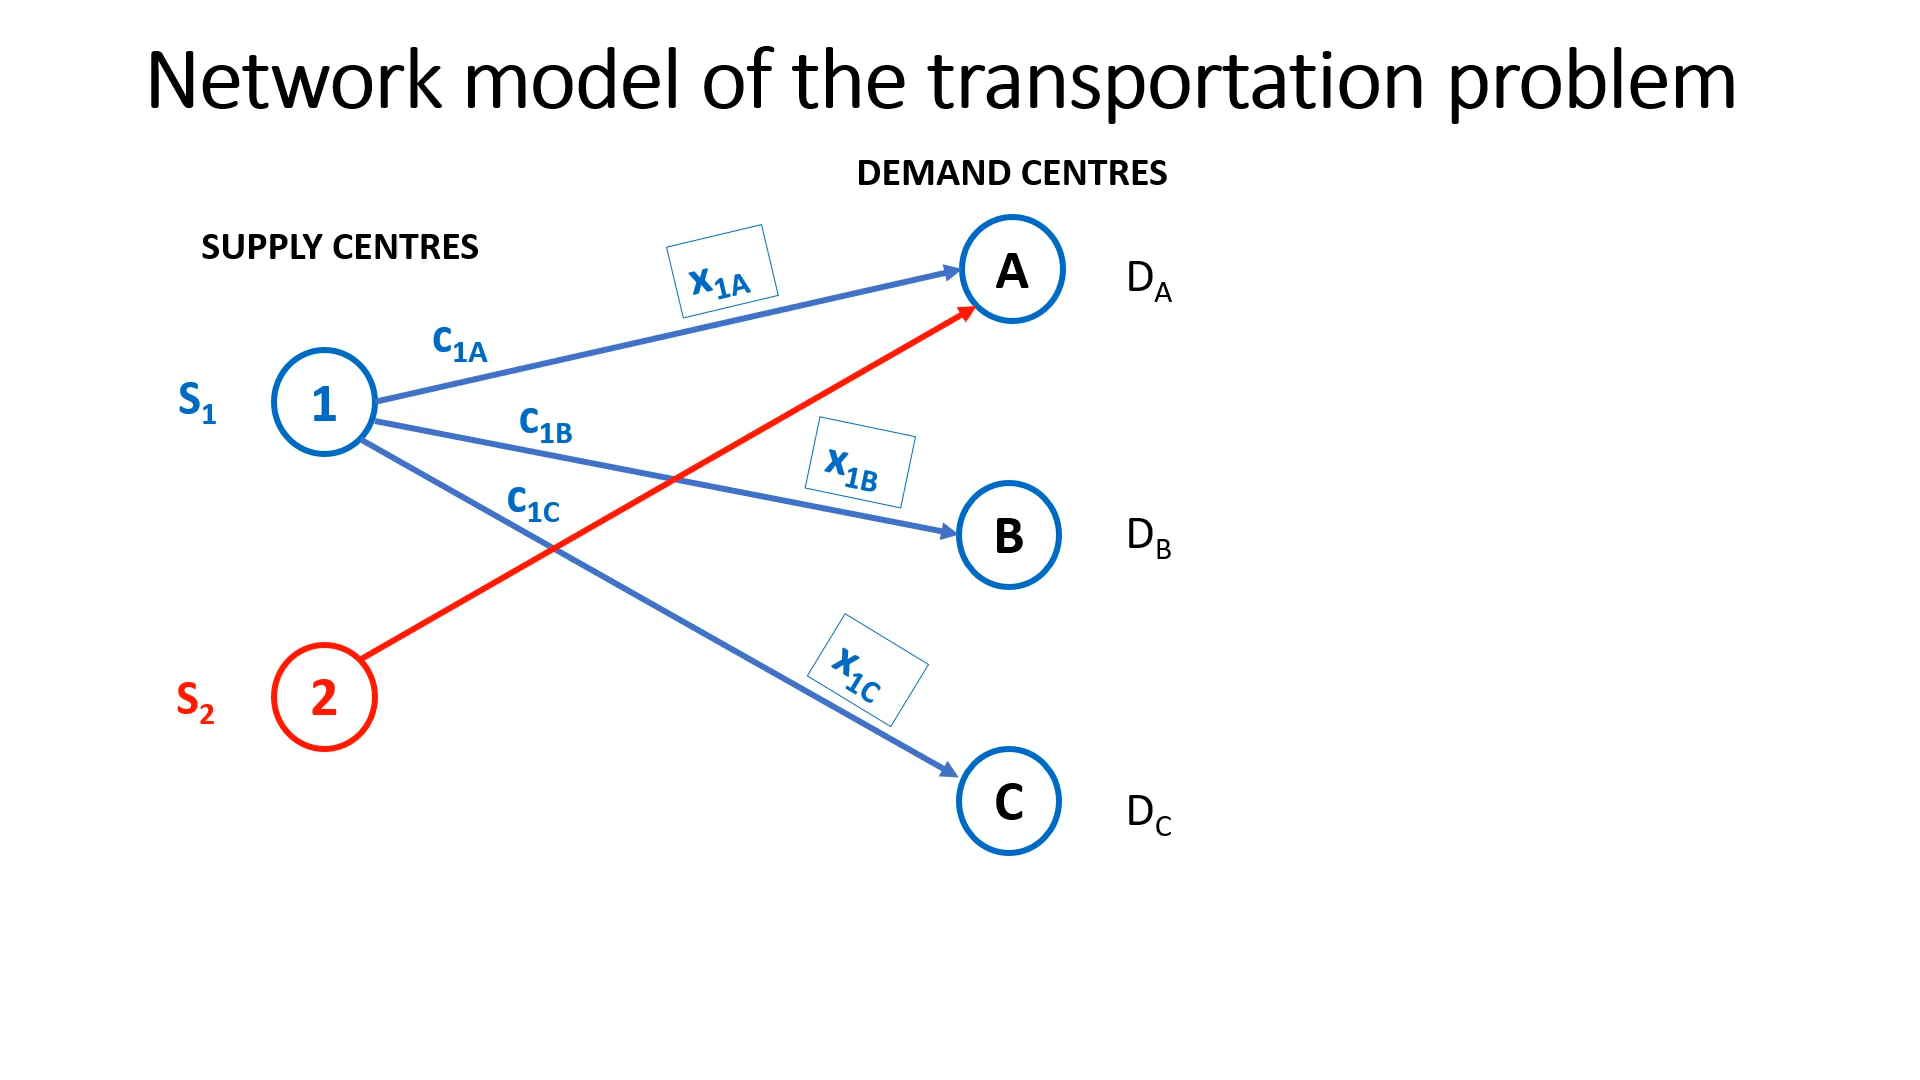 Network model of the transportation problem
DEMAND CENTRES
SUPPLY CENTRES
x1A
A
DA
c1A
S1
1
c1B
x1B
c1C
B
DB
x1C
S2
2
C
DC